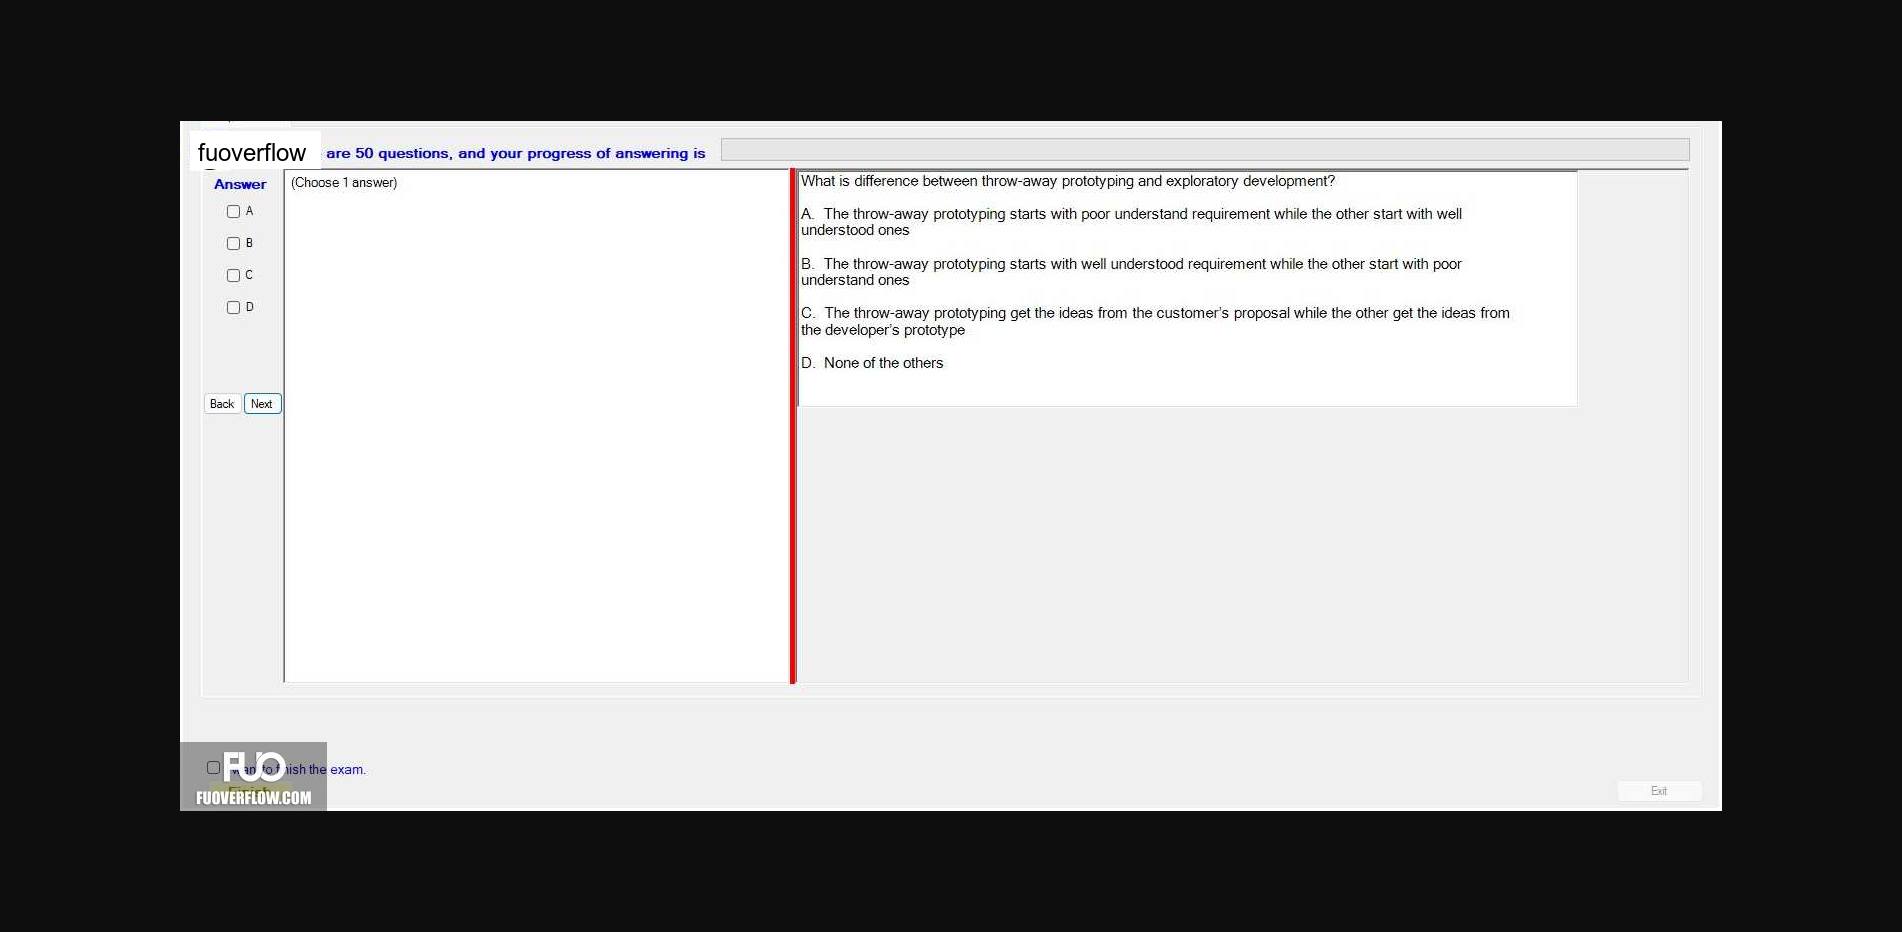 fuoverflow are 50 questions, and your progress of answering is
Answer
(Choose 1 answer)
A
B
C
D
Back Next
What is difference between throw-away prototyping and exploratory development?
A. The throw-away prototyping starts with poor understand requirement while the other start with well
understood ones
B. The throw-away prototyping starts with well understood requirement while the other start with poor
understand ones
C. The throw-away prototyping get the ideas from the customer's proposal while the other get the ideas from
the developer's prototype
D. None of the others
FUO
want to finish the exam.
Finish
FUOVERFLOW.COM
Exit